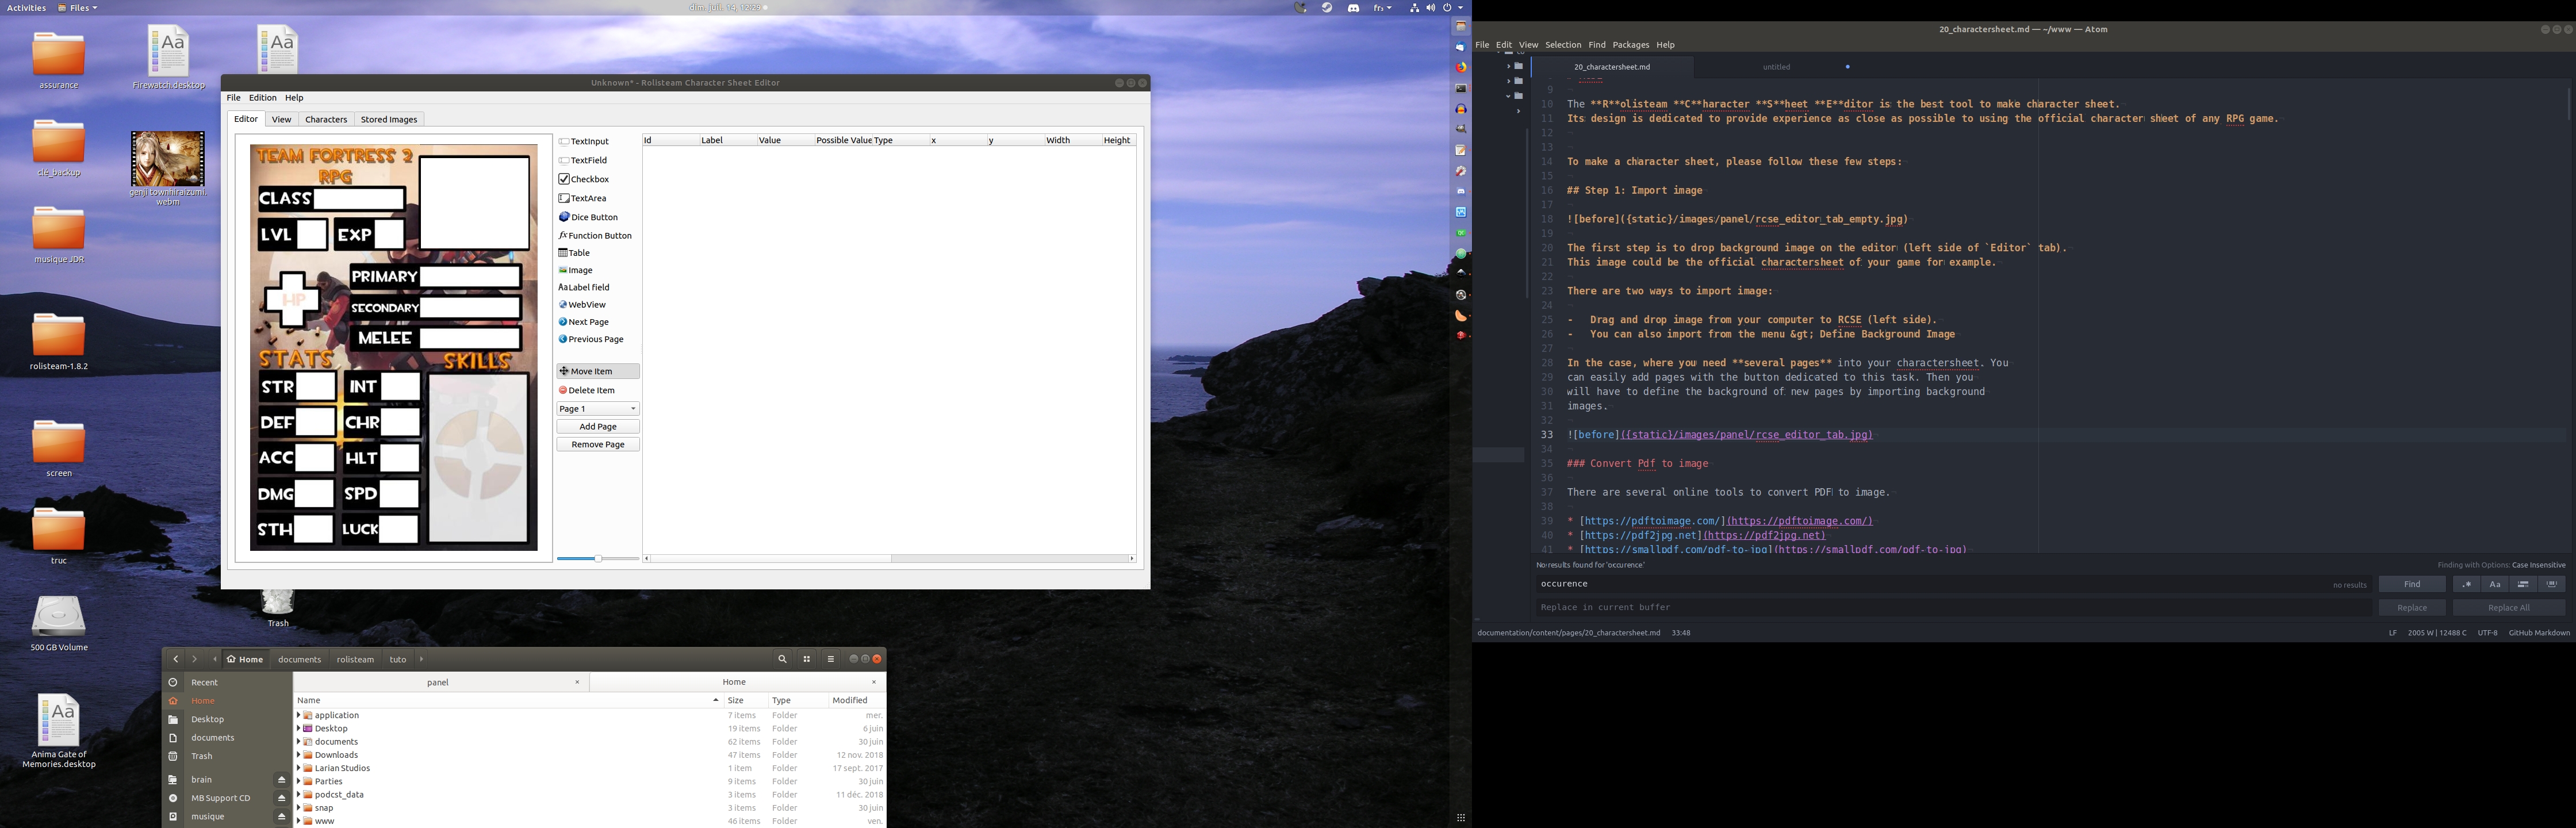 Activities Files dim. juil. 14, 12:29 fr₁
assurance
Firewatch.desktop
clé_backup
genji townhiraizumi.
webm
musique JDR
rolisteam-1.8.2
screen
truc
500 GB Volume
Anima Gate of
Memories.desktop
Trash
Unknown* - Rolisteam Character Sheet Editor
File Edition Help
Editor View Characters Stored Images
TEAM FORTRESS 2
RPG
CLASS
LVL EXP
HP
PRIMARY
SECONDARY
MELEE
STATS SKILLS
STR INT
DEF CHR
ACC HLT
DMG SPD
STH LUCK
TextInput
TextField
Checkbox
TextArea
Dice Button
fx Function Button
Table
Image
Aa Label field
WebView
Next Page
Previous Page
Move Item
Delete Item
Page 1
Add Page
Remove Page
Id Label Value Possible Value Type x y Width Height
Home documents rolisteam tuto
panel Home
Recent
Home
Desktop
documents
Trash
brain
MB Support CD
musique
Name Size Type Modified
application 7 items Folder mer.
Desktop 19 items Folder 6 juin
documents 62 items Folder 30 juin
Downloads 47 items Folder 12 nov. 2018
Larian Studios 1 item Folder 17 sept. 2017
Parties 9 items Folder 30 juin
podcst_data 3 items Folder 11 déc. 2018
snap 3 items Folder 30 juin
www 46 items Folder ven.
20_charactersheet.md — ~/www — Atom
File Edit View Selection Find Packages Help
20_charactersheet.md untitled
9
10 The **R**olisteam **C**haracter **S**heet **E**ditor is the best tool to make character sheet.
11 Its design is dedicated to provide experience as close as possible to using the official character sheet of any RPG game.
12
13
14 To make a character sheet, please follow these few steps:
15
16 ## Step 1: Import image
17
18 ![before]({static}/images/panel/rcse_editor_tab_empty.jpg)
19
20 The first step is to drop background image on the editor (left side of `Editor` tab).
21 This image could be the official charactersheet of your game for example.
22
23 There are two ways to import image:
24
25 - Drag and drop image from your computer to RCSE (left side).
26 - You can also import from the menu &gt; Define Background Image
27
28 In the case, where you need **several pages** into your charactersheet. You
29 can easily add pages with the button dedicated to this task. Then you
30 will have to define the background of new pages by importing background
31 images.
32
33 ![before]({static}/images/panel/rcse_editor_tab.jpg)
34
35 ### Convert Pdf to image
36
37 There are several online tools to convert PDF to image.
38
39 * [https://pdftoimage.com/](https://pdftoimage.com/)
40 * [https://pdf2jpg.net](https://pdf2jpg.net)
41 * [https://smallpdf.com/pdf-to-jpg](https://smallpdf.com/pdf-to-jpg)
No results found for 'occurence' Finding with Options: Case Insensitive
occurence no results Find .* Aa
Replace in current buffer Replace Replace All
documentation/content/pages/20_charactersheet.md 33:48 LF 2005 W | 12488 C UTF-8 GitHub Markdown